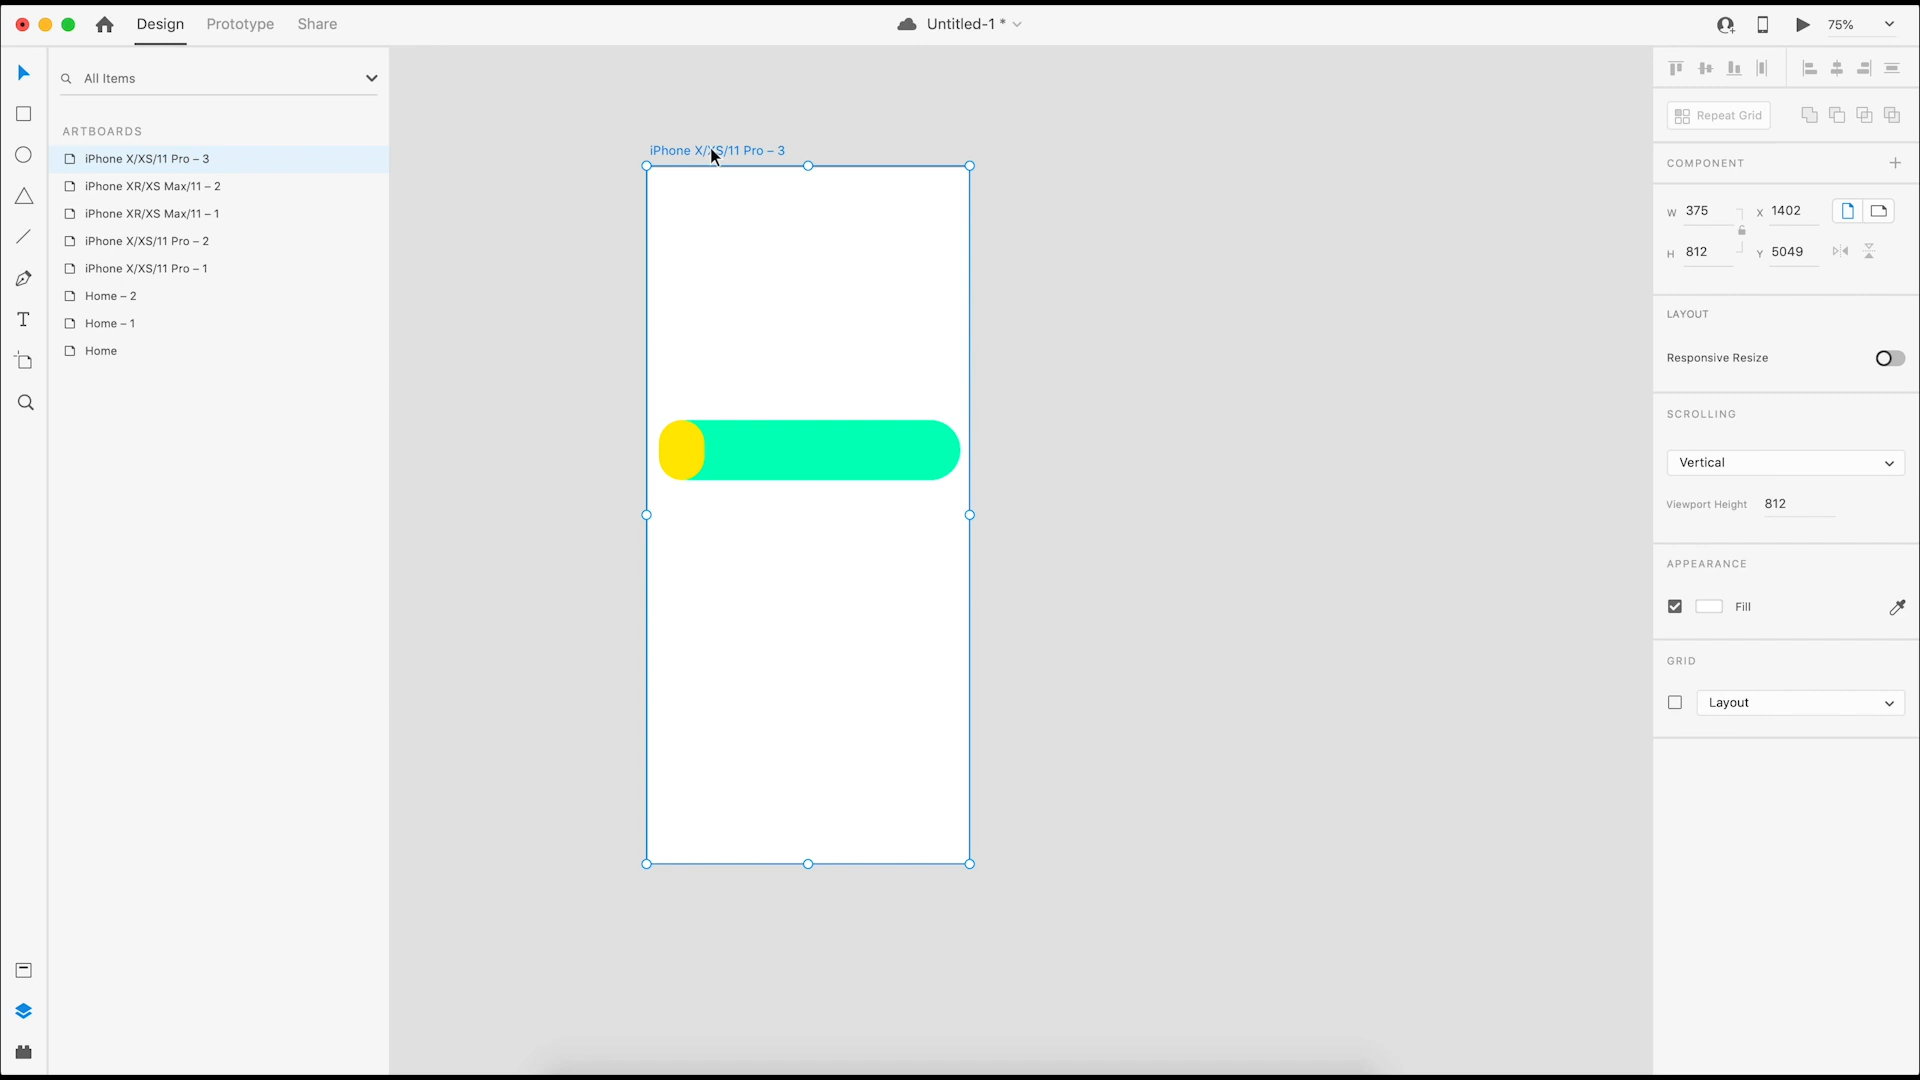 Design
Prototype
Share
Untitled-1 *
75%
All Items
ARTBOARDS
iPhone X/XS/11 Pro – 3
iPhone XR/XS Max/11 – 2
iPhone XR/XS Max/11 – 1
iPhone X/XS/11 Pro – 2
iPhone X/XS/11 Pro – 1
Home – 2
Home – 1
Home
iPhone X/XS/11 Pro – 3
Repeat Grid
COMPONENT
W 375
X 1402
H 812
Y 5049
LAYOUT
Responsive Resize
SCROLLING
Vertical
Viewport Height 812
APPEARANCE
Fill
GRID
Layout